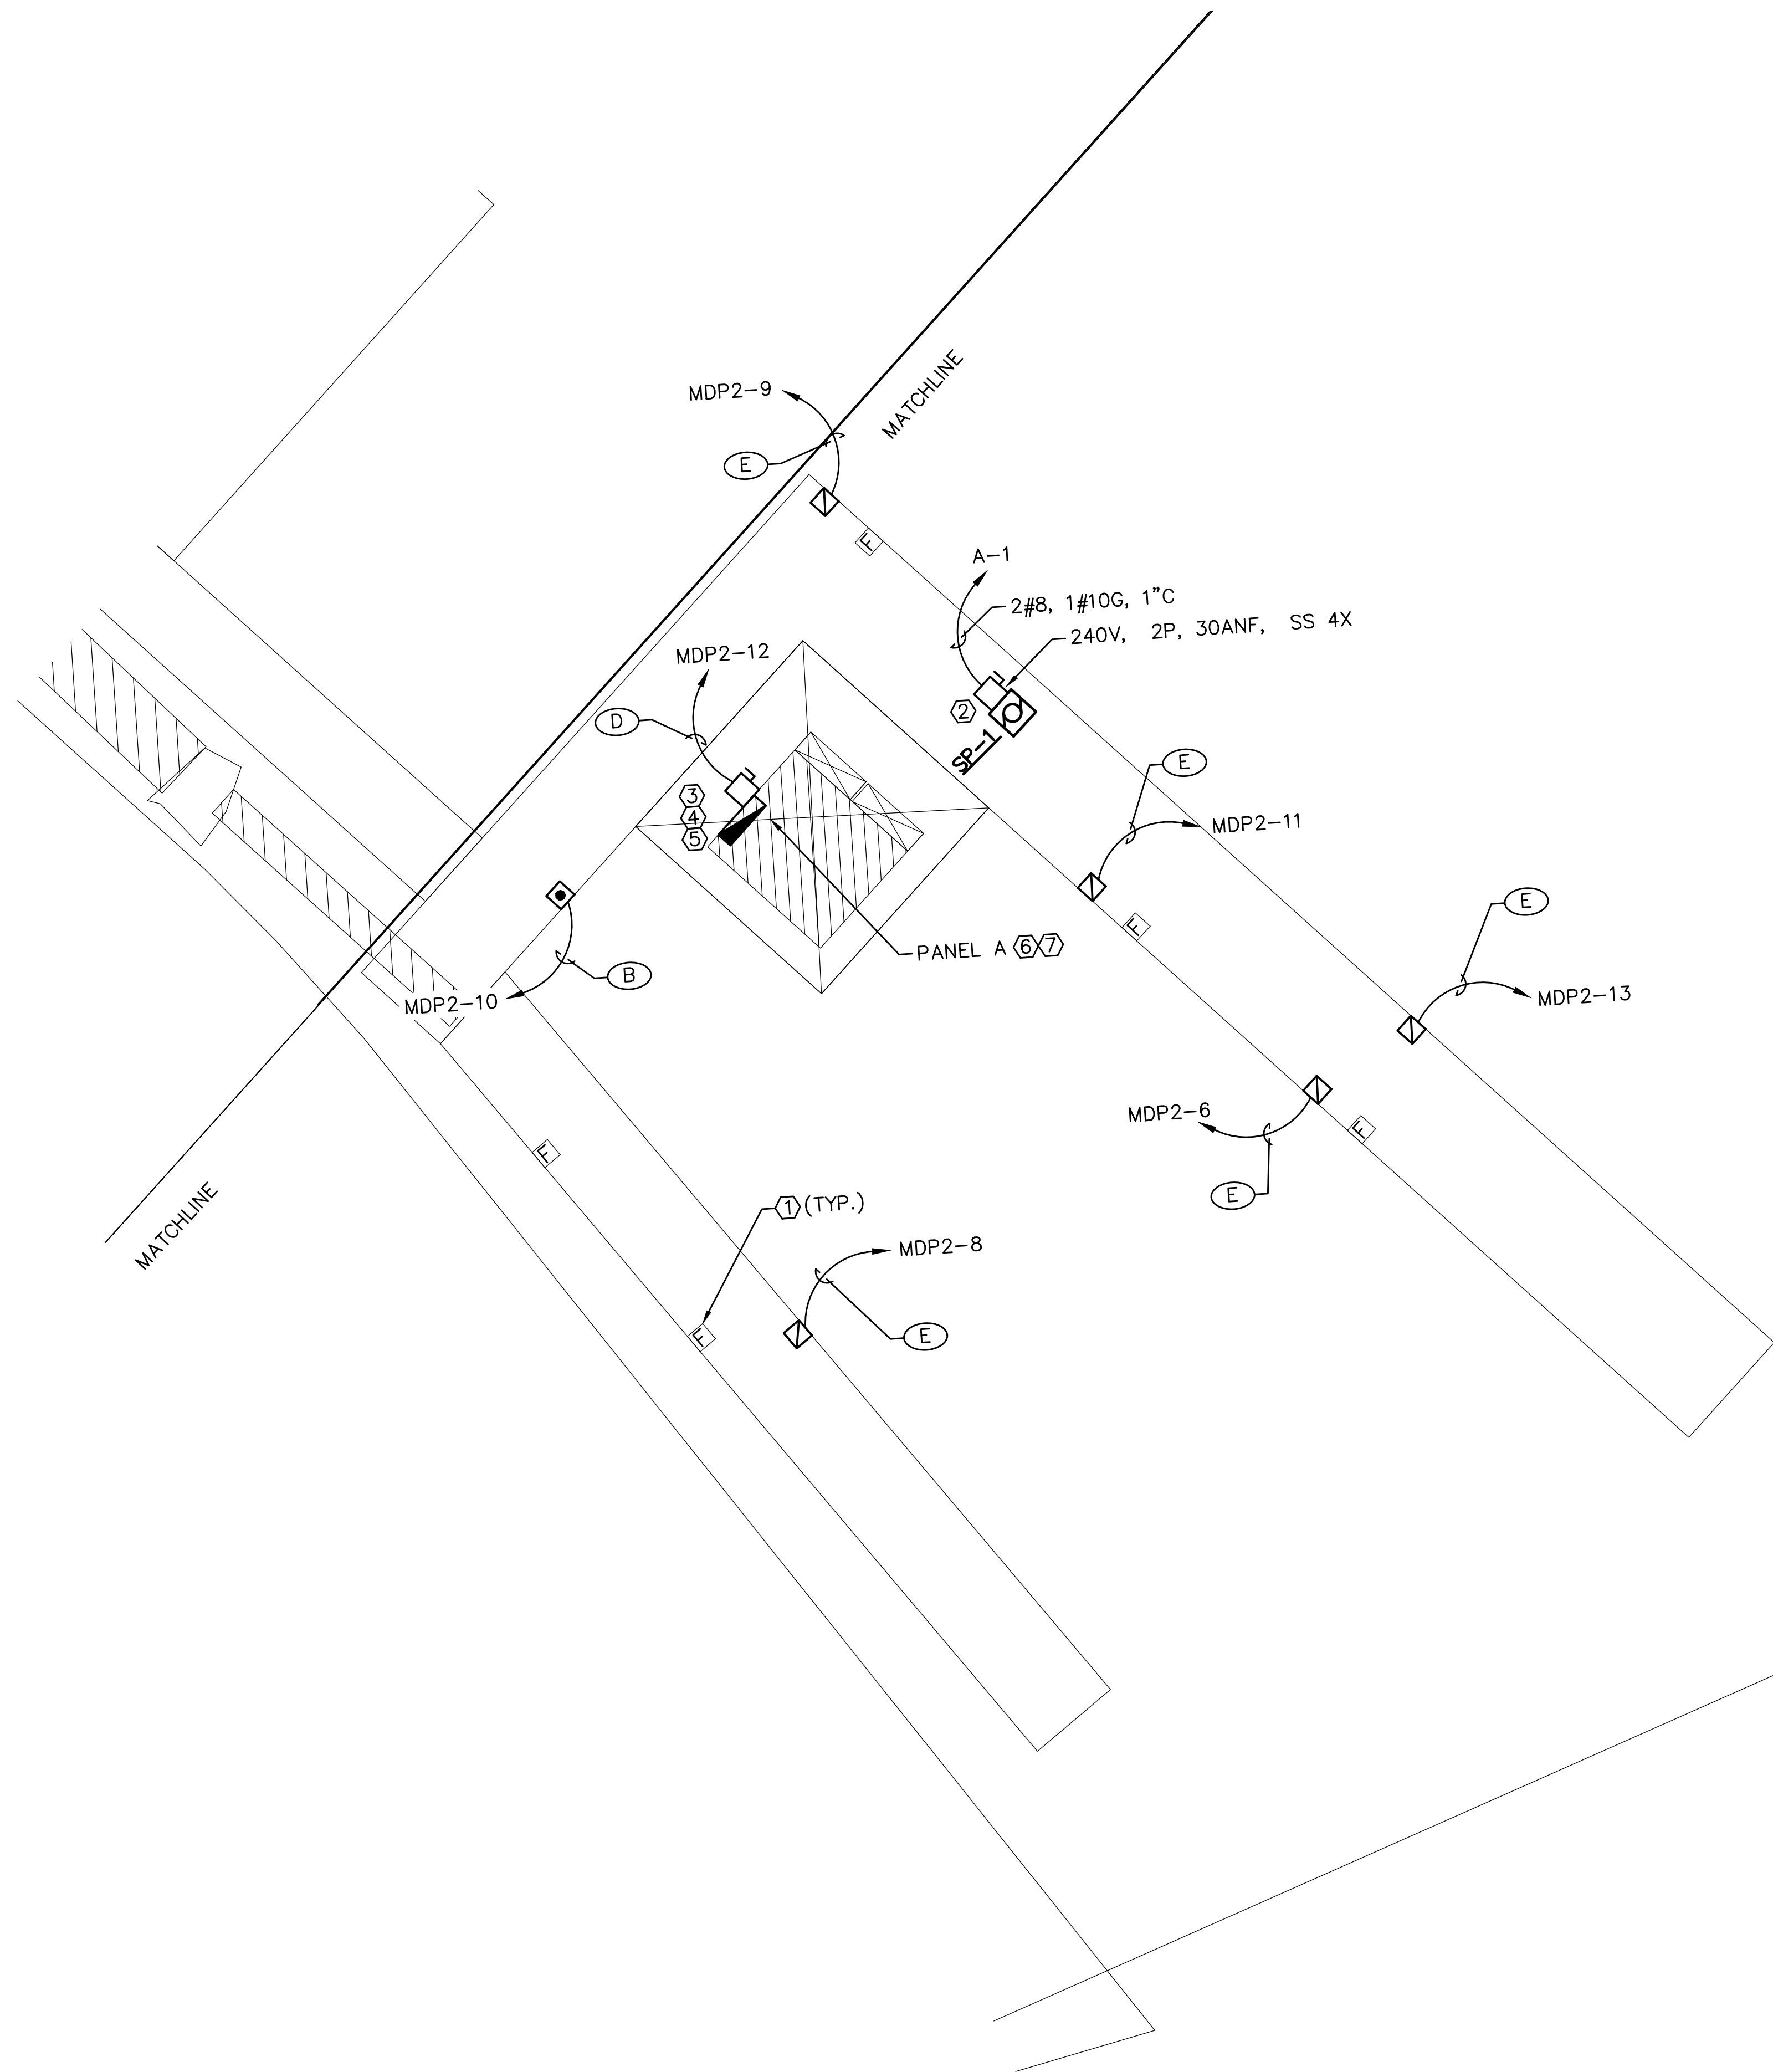 MATCHLINE
MDP2-9
E
F
A-1
2#8, 1#10G, 1"C
240V, 2P, 30ANF, SS 4X
MDP2-12
D
2
SP-1
3
4
5
E
MDP2-11
F
E
MDP2-13
PANEL A 6 7
B
MDP2-10
MDP2-6
F
E
F
MATCHLINE
1 (TYP.)
MDP2-8
F
E